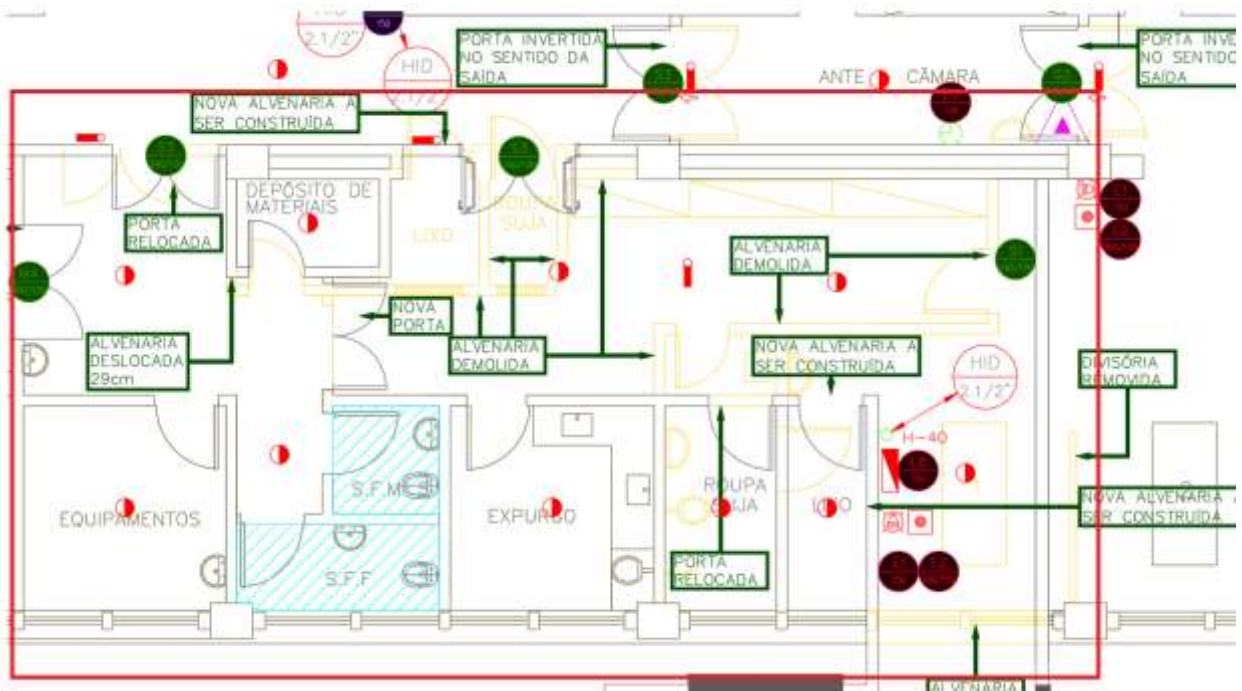 HID
2.1/2"
HID
2.1/2"
PORTA INVERTIDA
NO SENTIDO DA
SAÍDA
ANTE CÂMARA
PORTA INVE
NO SENTIDO
SAÍDA
NOVA ALVENARIA A
SER CONSTRUÍDA
DEPÓSITO DE
MATERIAIS
LIXO
ROUPA
SUJA
PORTA
RELOCADA
ALVENARIA
DEMOLIDA
NOVA
PORTA
ALVENARIA
DESLOCADA
29cm
ALVENARIA
DEMOLIDA
NOVA ALVENARIA A
SER CONSTRUÍDA
HID
2.1/2"
DIVISÓRIA
REMOVIDA
H-40
S.F.M
EQUIPAMENTOS
EXPURGO
ROUPA
SUJA
LIXO
NOVA ALVENARIA A
SER CONSTRUÍDA
S.F.F
PORTA
RELOCADA
ALVENARIA